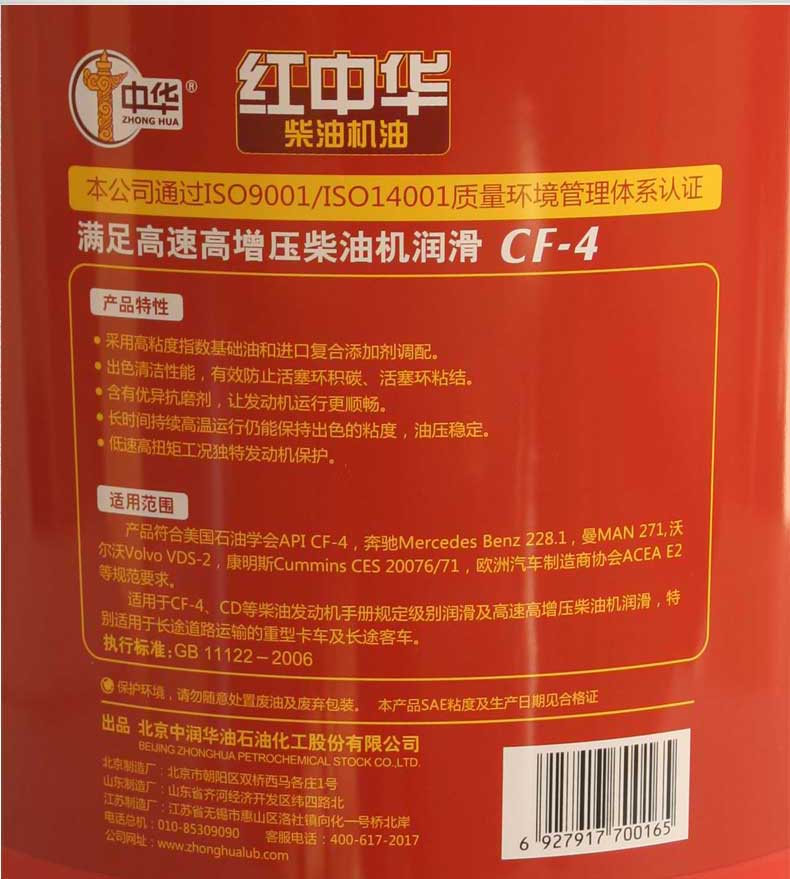 中华®
ZHONG HUA
红中华
柴油机油
本公司通过ISO9001/ISO14001质量环境管理体系认证
满足高速高增压柴油机润滑 CF-4
产品特性
• 采用高粘度指数基础油和进口复合添加剂调配。
• 出色清洁性能，有效防止活塞环积碳、活塞环粘结。
• 含有优异抗磨剂，让发动机运行更顺畅。
• 长时间持续高温运行仍能保持出色的粘度，油压稳定。
• 低速高扭矩工况独特发动机保护。
适用范围
产品符合美国石油学会API CF-4，奔驰Mercedes Benz 228.1，曼MAN 271,沃
尔沃Volvo VDS-2，康明斯Cummins CES 20076/71，欧洲汽车制造商协会ACEA E2
等规范要求。
适用于CF-4、CD等柴油发动机手册规定级别润滑及高速高增压柴油机润滑，特
别适用于长途道路运输的重型卡车及长途客车。
执行标准:GB 11122－2006
保护环境，请勿随意处置废油及废弃包装。 本产品SAE粘度及生产日期见合格证
出品 北京中润华油石油化工股份有限公司
BEIJING ZHONGHUA PETROCHEMICAL STOCK CO.,LTD.
北京制造厂：北京市朝阳区双桥西马各庄1号
山东制造厂：山东省齐河经济开发区纬四路北
江苏制造厂：江苏省无锡市惠山区洛社镇向化一号桥北岸
电话总机：010-85309090 客服电话：400-617-2017
公司网址：www.zhonghualub.com
6 927917 700165